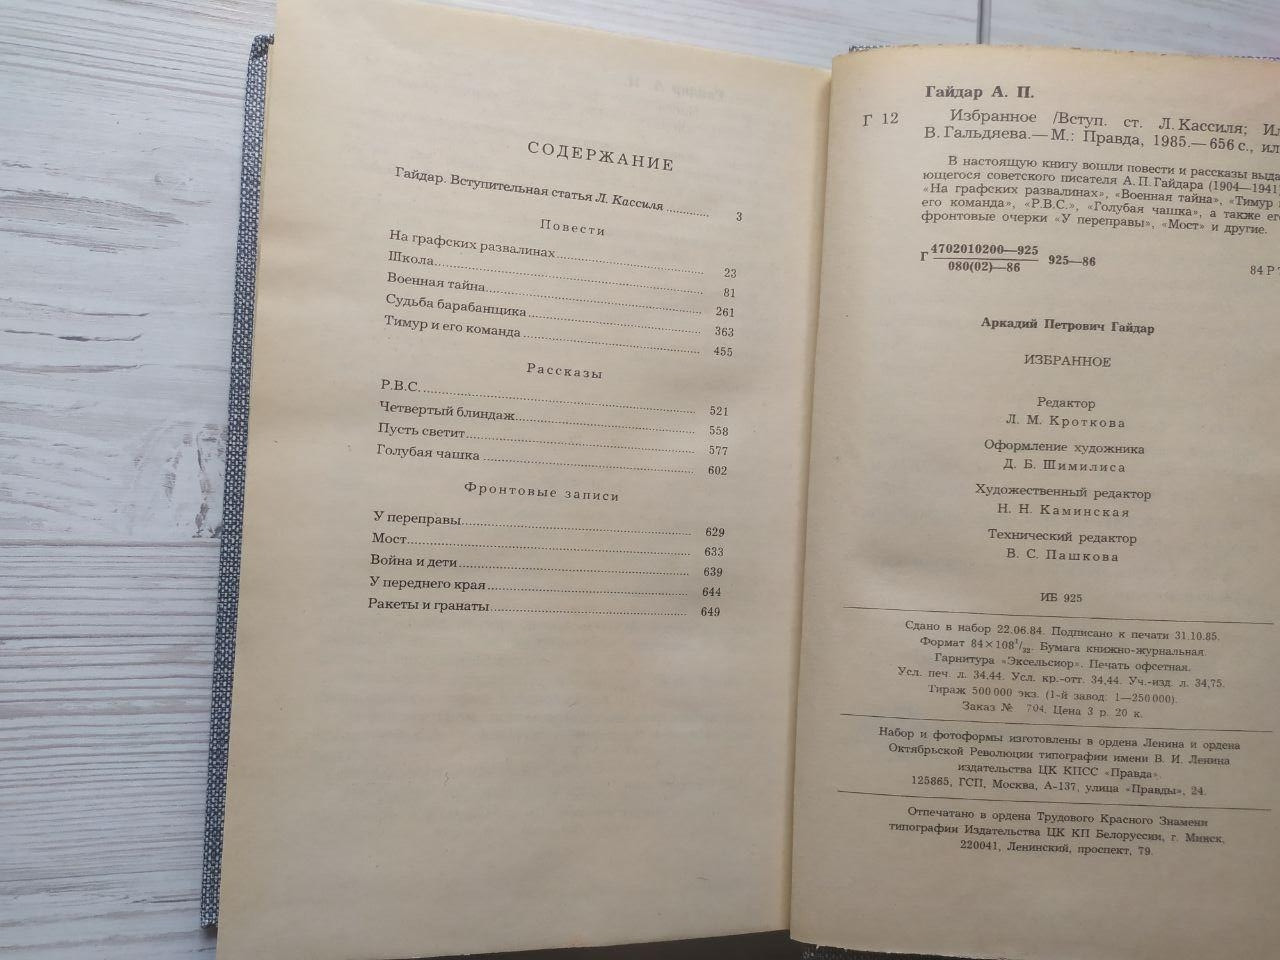 СОДЕРЖАНИЕ
Гайдар. Вступительная статья Л. Кассиля ........... 3
Повести
На графских развалинах........................................ 23
Школа........................................ 81
Военная тайна........................................ 261
Судьба барабанщика........................................ 363
Тимур и его команда........................................ 455
Рассказы
Р.В.С......................................... 521
Четвертый блиндаж........................................ 558
Пусть светит........................................ 577
Голубая чашка ........................................ 602
Фронтовые записи
У переправы........................................ 629
Мост........................................ 633
Война и дети........................................ 639
У переднего края........................................ 644
Ракеты и гранаты........................................ 649
Гайдар А. П.
Г 12 Избранное /Вступ. ст. Л. Кассиля; Ил
В. Гальдяева.— М.: Правда, 1985.— 656 с., ил
В настоящую книгу вошли повести и рассказы выда
ющегося советского писателя А. П. Гайдара (1904—1941)
«На графских развалинах», «Военная тайна», «Тимур и
его команда», «Р.В.С.», «Голубая чашка», а также его
фронтовые очерки «У переправы», «Мост» и другие.
Г 4702010200—925
080(02)—86
925—86
84 Р 7
Аркадий Петрович Гайдар
ИЗБРАННОЕ
Редактор
Л. М. Кроткова
Оформление художника
Д. Б. Шимилиса
Художественный редактор
Н. Н. Каминская
Технический редактор
В. С. Пашкова
ИБ 925
Сдано в набор 22.06.84. Подписано к печати 31.10.85.
Формат 84×108¹/₃₂. Бумага книжно-журнальная.
Гарнитура «Эксельсиор». Печать офсетная.
Усл. печ. л. 34,44. Усл. кр.-отт. 34,44. Уч.-изд. л. 34,75.
Тираж 500 000 экз. (1-й завод: 1—250 000).
Заказ № 704. Цена 3 р. 20 к.
Набор и фотоформы изготовлены в ордена Ленина и ордена
Октябрьской Революции типографии имени В. И. Ленина
издательства ЦК КПСС «Правда».
125865, ГСП, Москва, А-137, улица «Правды», 24.
Отпечатано в ордена Трудового Красного Знамени
типографии Издательства ЦК КП Белоруссии, г. Минск,
220041, Ленинский, проспект, 79.